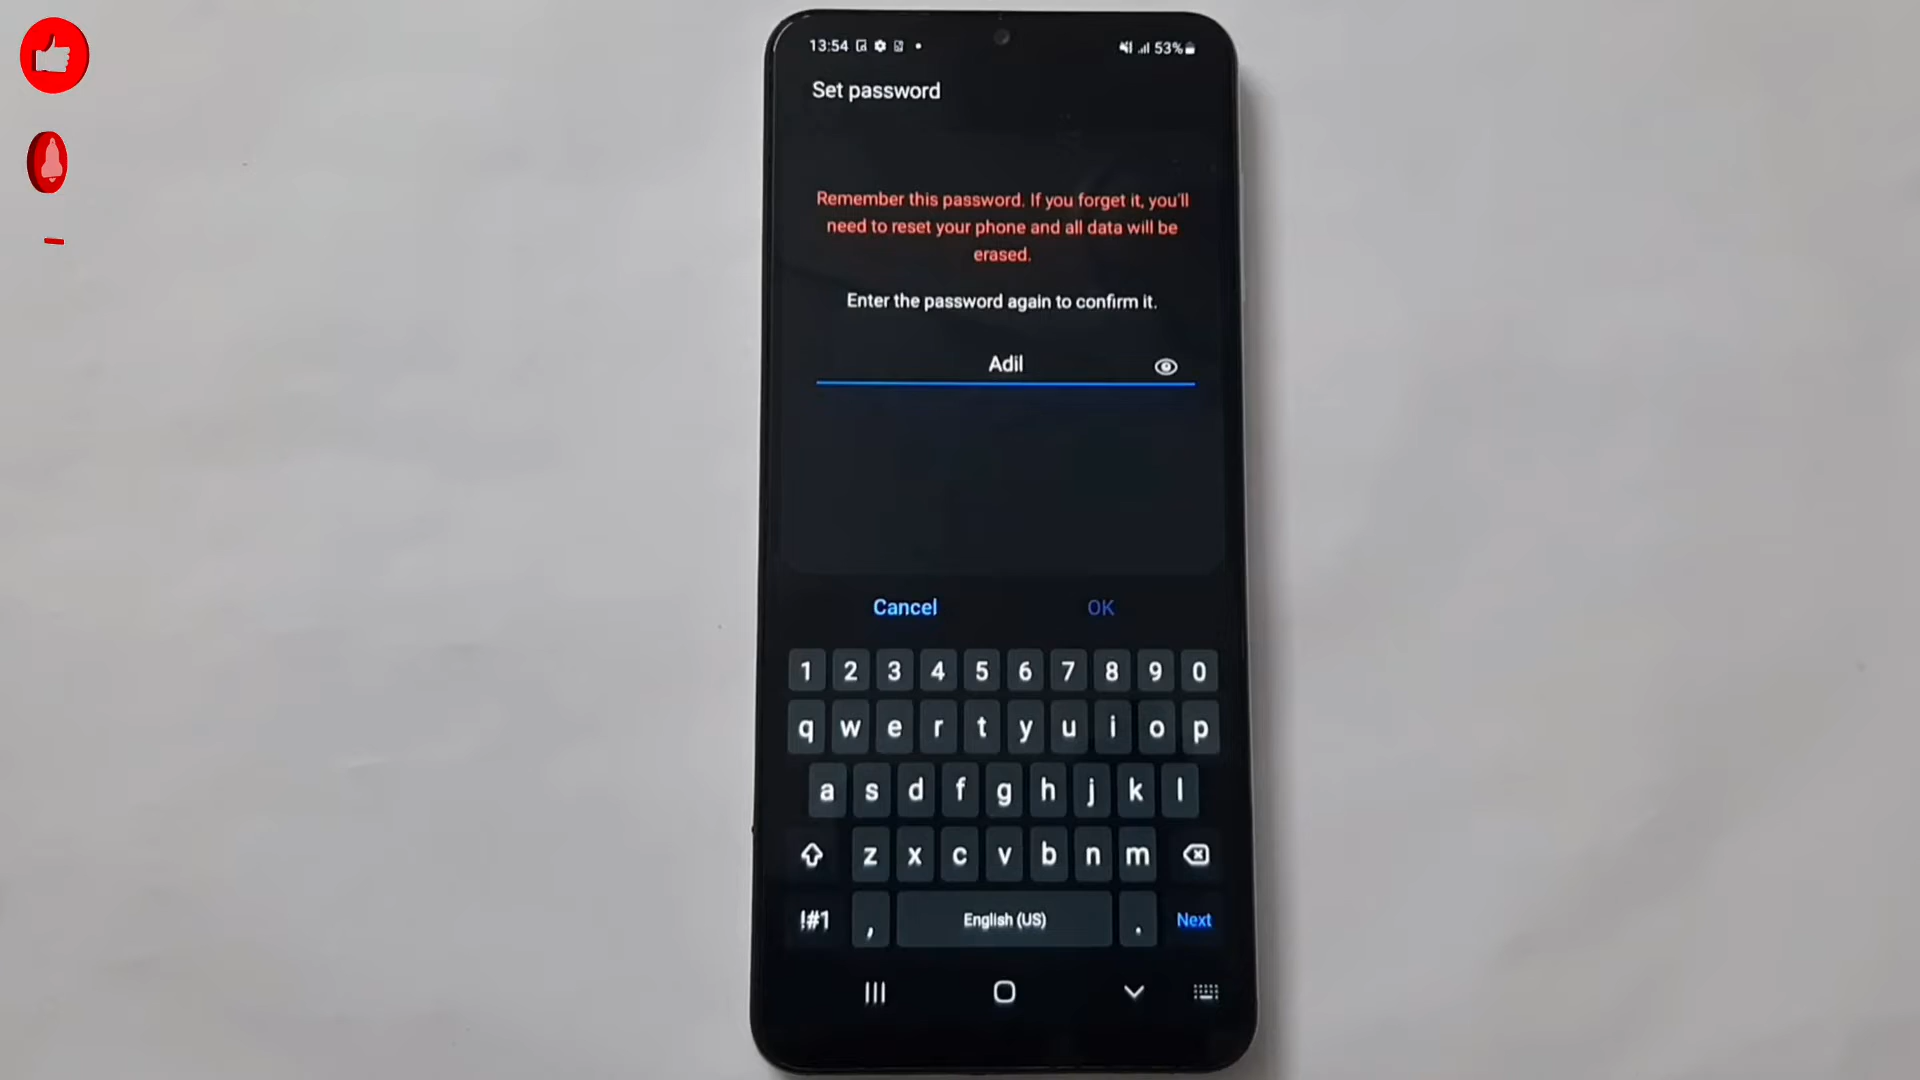 13:54
53%
Set password
Remember this password. If you forget it, you'll
need to reset your phone and all data will be
erased.
Enter the password again to confirm it.
Adil
Cancel OK
1 2 3 4 5 6 7 8 9 0
q w e r t y u i o p
a s d f g h j k l
z x c v b n m
!#1 , English (US) . Next